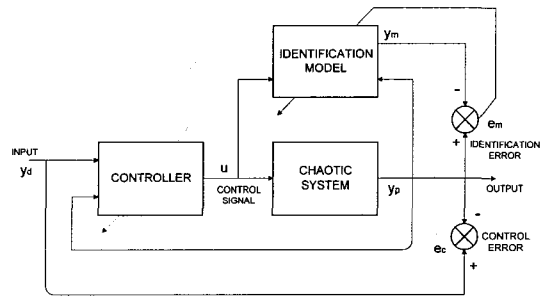 IDENTIFICATION
MODEL
ym
-
em
+
IDENTIFICATION
ERROR
INPUT
yd
CONTROLLER
u
CONTROL
SIGNAL
CHAOTIC
SYSTEM
yp
OUTPUT
-
ec
CONTROL
ERROR
+